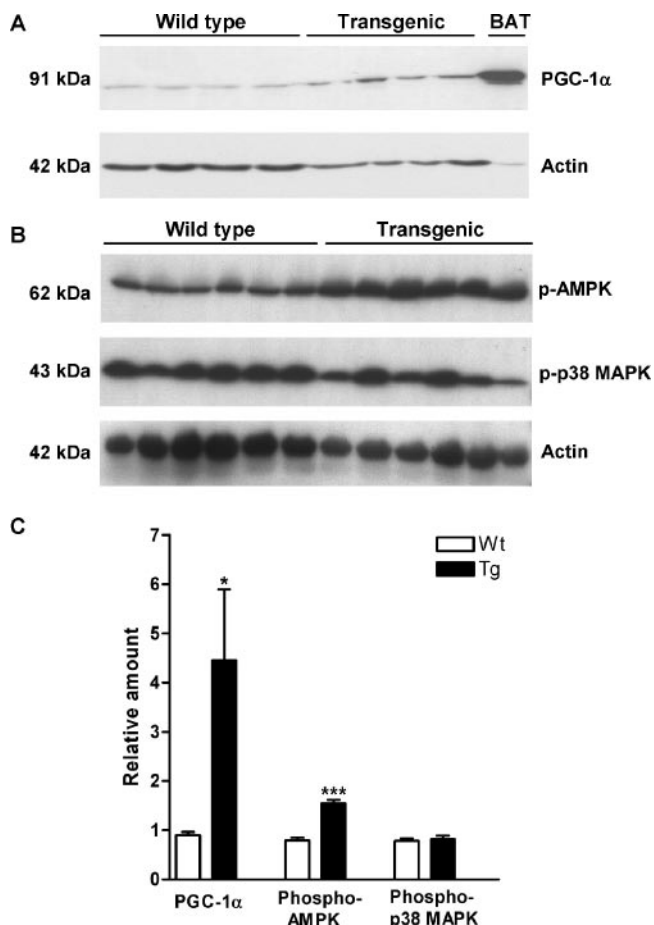 A
Wild type Transgenic BAT
91 kDa PGC-1α
42 kDa Actin
B
Wild type Transgenic
62 kDa p-AMPK
43 kDa p-p38 MAPK
42 kDa Actin
C
7
6
5
4
3
2
1
0
Relative amount
Wt
Tg
*
***
PGC-1α Phospho- Phospho-
AMPK p38 MAPK